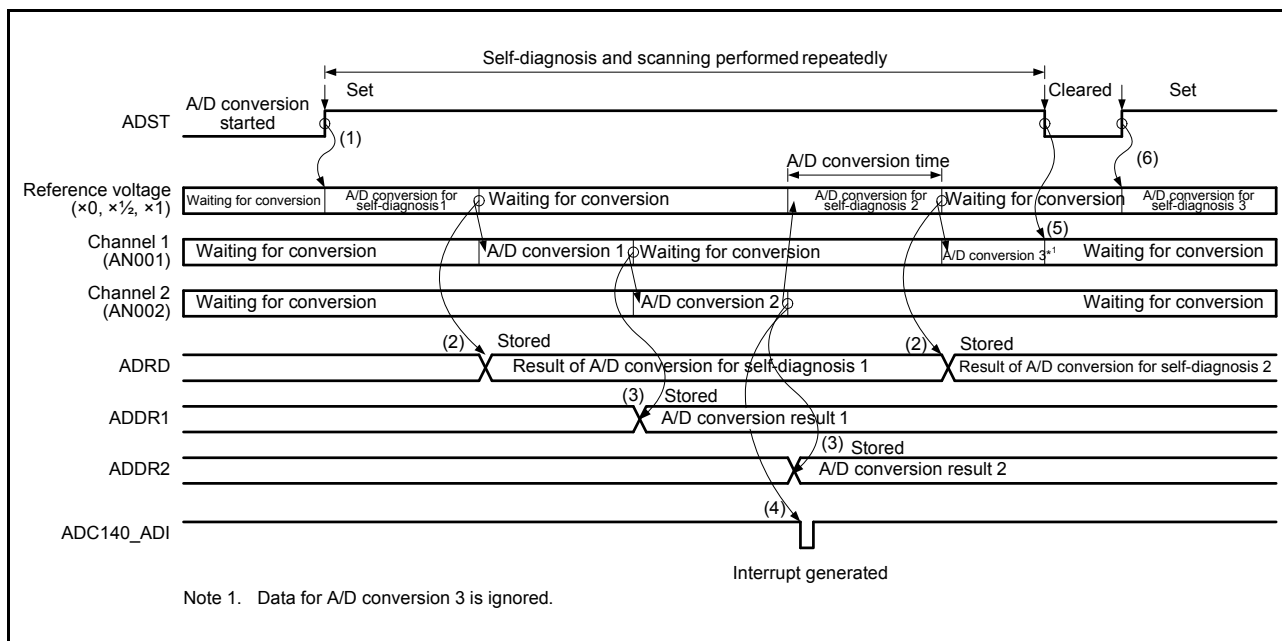 Self-diagnosis and scanning performed repeatedly
Set
Cleared
Set
A/D conversion
started
ADST
(1)
(6)
A/D conversion time
Reference voltage
(×0, ×½, ×1)
Waiting for conversion
A/D conversion for
self-diagnosis1
Waiting for conversion
A/D conversion for
self-diagnosis 2
Waiting for conversion
A/D conversion for
self-diagnosis 3
(5)
Channel 1
(AN001)
Waiting for conversion
A/D conversion 1
Waiting for conversion
A/D conversion 3*1
Waiting for conversion
Channel 2
(AN002)
Waiting for conversion
A/D conversion 2
Waiting for conversion
(2)
Stored
(2)
Stored
ADRD
Result of A/D conversion for self-diagnosis 1
Result of A/D conversion for self-diagnosis 2
(3)
Stored
ADDR1
A/D conversion result 1
(3)
Stored
ADDR2
A/D conversion result 2
(4)
ADC140_ADI
Interrupt generated
Note 1. Data for A/D conversion 3 is ignored.